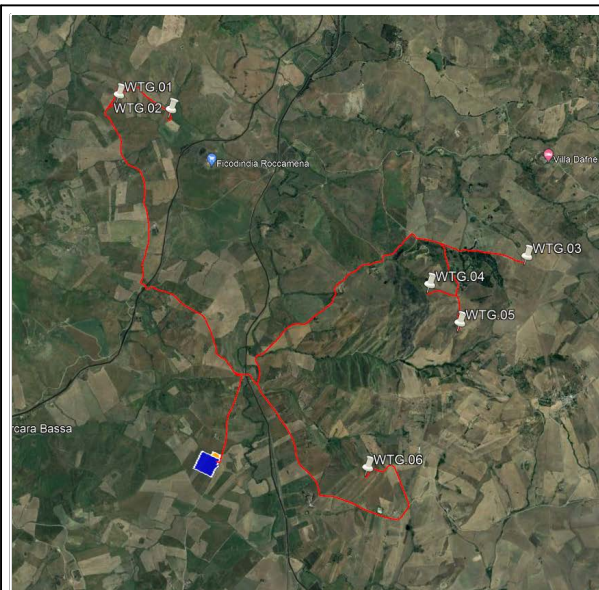 WTG.01
WTG.02
Ficodindia Roccamena
Villa Dafne
WTG.03
WTG.04
WTG.05
rcara Bassa
WTG.06